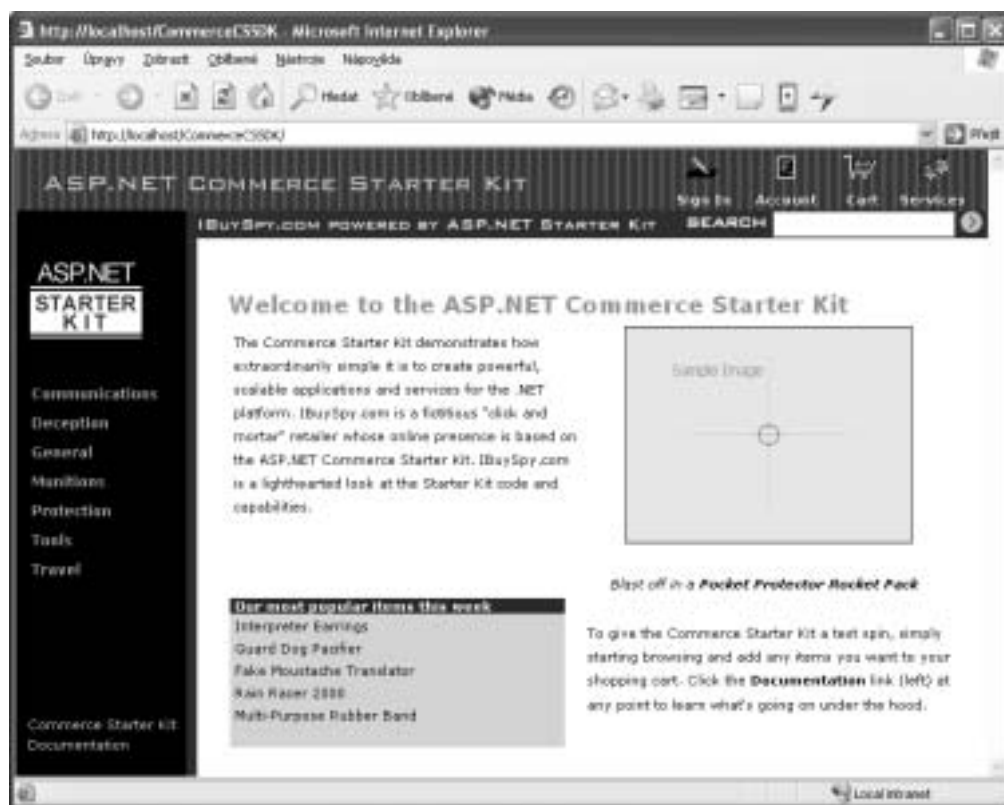 http://localhost/CommerceCSSDK - Microsoft Internet Explorer
Soubor Úpravy Zobrazit Oblíbené Nástroje Nápověda
Hledat Oblíbené Média
Adresa http://localhost/CommerceCSSDK/ Přejít
ASP.NET Commerce Starter Kit
Sign In Account Cart Services
IBuySpy.com powered by ASP.NET Starter Kit SEARCH
ASP.NET
STARTER
KIT
Communications
Deception
General
Munitions
Protection
Tools
Travel
Commerce Starter Kit
Documentation
Welcome to the ASP.NET Commerce Starter Kit
The Commerce Starter Kit demonstrates how
extraordinarily simple it is to create powerful,
scalable applications and services for the .NET
platform. IBuySpy.com is a fictitious "click and
mortar" retailer whose online presence is based on
the ASP.NET Commerce Starter Kit. IBuySpy.com
is a lighthearted look at the Starter Kit code and
capabilities.
Sample Image
Blast off in a Pocket Protector Rocket Pack
Our most popular items this week
Interpreter Earrings
Guard Dog Pacifier
Fake Moustache Translator
Rain Racer 2000
Multi-Purpose Rubber Band
To give the Commerce Starter Kit a test spin, simply
starting browsing and add any items you want to your
shopping cart. Click the Documentation link (left) at
any point to learn what's going on under the hood.
Local intranet